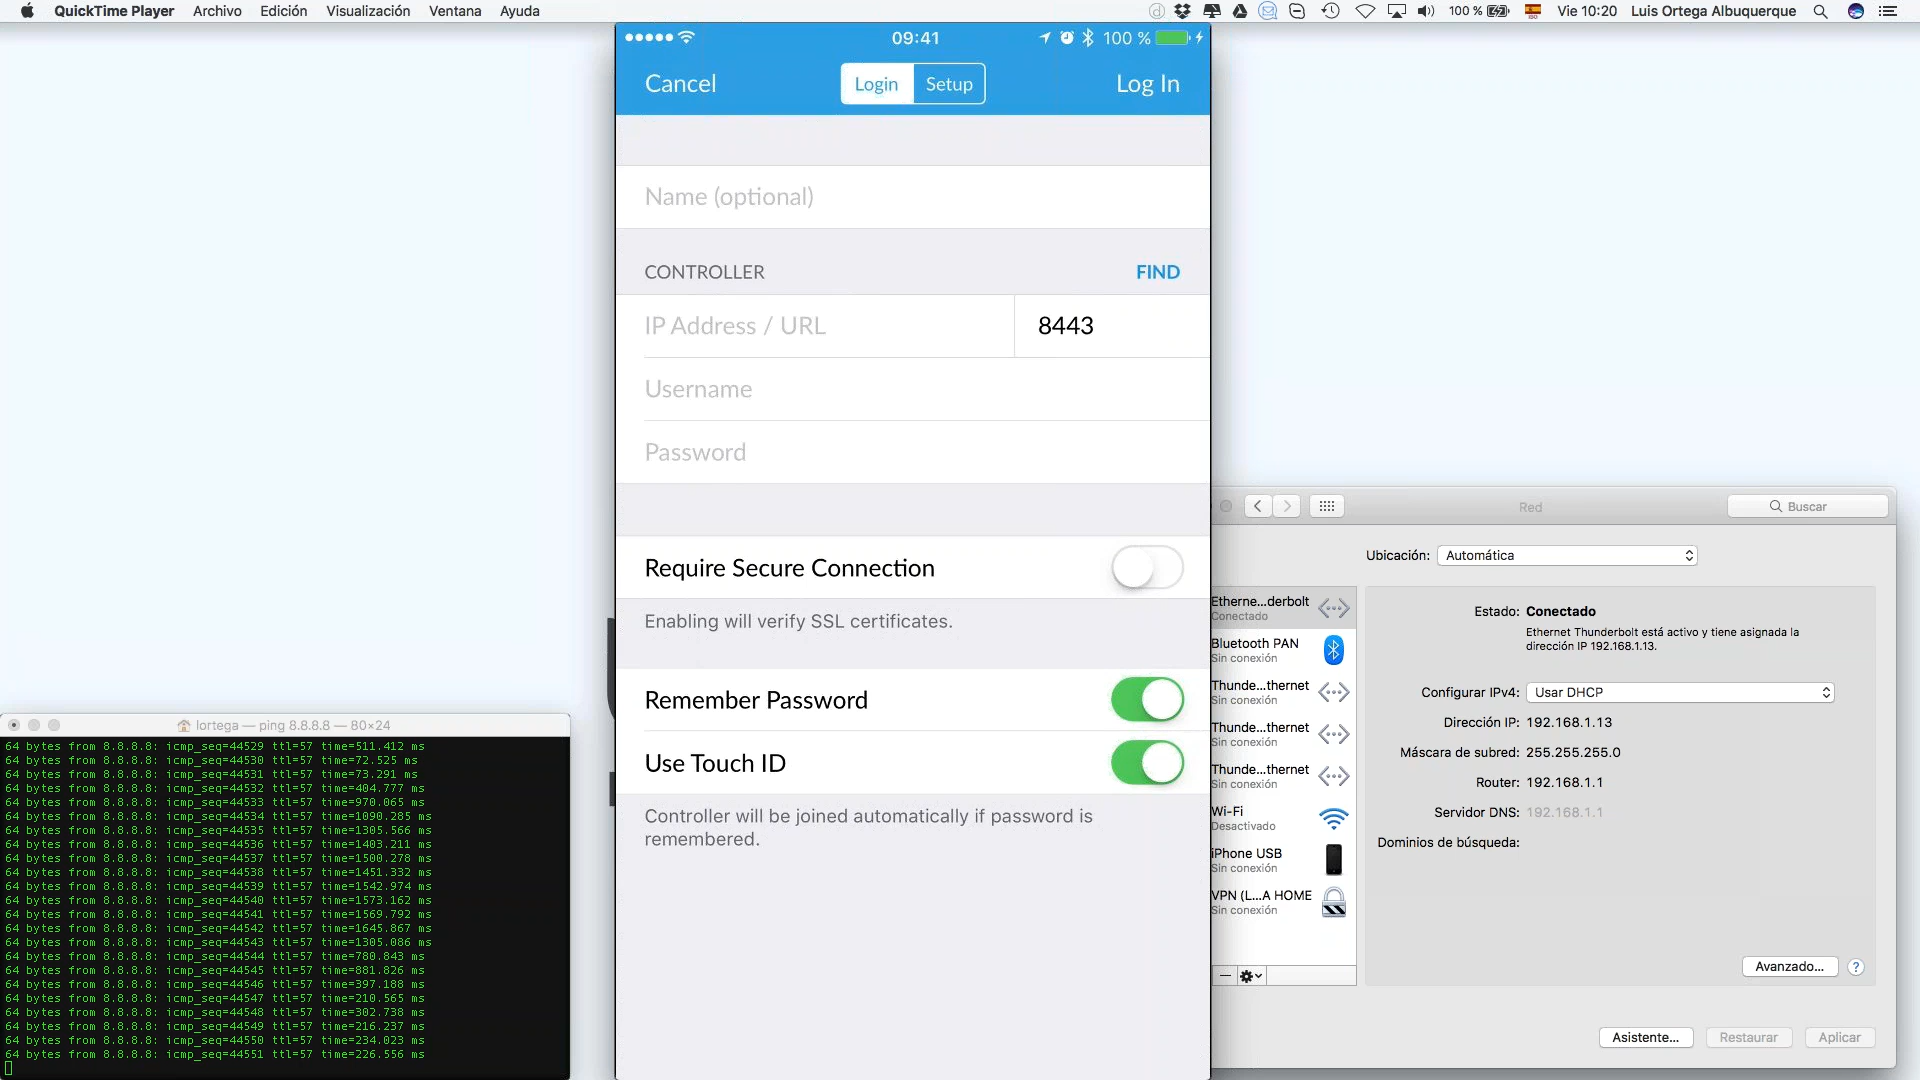 QuickTime Player Archivo Edición Visualización Ventana Ayuda
100 % ISO Vie 10:20 Luis Ortega Albuquerque
09:41
100 %
Cancel Login Setup Log In
Name (optional)
CONTROLLER FIND
IP Address / URL 8443
Username
Password
Require Secure Connection
Enabling will verify SSL certificates.
Remember Password
Use Touch ID
Controller will be joined automatically if password is
remembered.
lortega — ping 8.8.8.8 — 80×24
64 bytes from 8.8.8.8: icmp_seq=44529 ttl=57 time=511.412 ms
64 bytes from 8.8.8.8: icmp_seq=44530 ttl=57 time=72.525 ms
64 bytes from 8.8.8.8: icmp_seq=44531 ttl=57 time=73.291 ms
64 bytes from 8.8.8.8: icmp_seq=44532 ttl=57 time=404.777 ms
64 bytes from 8.8.8.8: icmp_seq=44533 ttl=57 time=970.065 ms
64 bytes from 8.8.8.8: icmp_seq=44534 ttl=57 time=1090.285 ms
64 bytes from 8.8.8.8: icmp_seq=44535 ttl=57 time=1305.566 ms
64 bytes from 8.8.8.8: icmp_seq=44536 ttl=57 time=1403.211 ms
64 bytes from 8.8.8.8: icmp_seq=44537 ttl=57 time=1500.278 ms
64 bytes from 8.8.8.8: icmp_seq=44538 ttl=57 time=1451.332 ms
64 bytes from 8.8.8.8: icmp_seq=44539 ttl=57 time=1542.974 ms
64 bytes from 8.8.8.8: icmp_seq=44540 ttl=57 time=1573.162 ms
64 bytes from 8.8.8.8: icmp_seq=44541 ttl=57 time=1569.792 ms
64 bytes from 8.8.8.8: icmp_seq=44542 ttl=57 time=1645.867 ms
64 bytes from 8.8.8.8: icmp_seq=44543 ttl=57 time=1305.086 ms
64 bytes from 8.8.8.8: icmp_seq=44544 ttl=57 time=780.843 ms
64 bytes from 8.8.8.8: icmp_seq=44545 ttl=57 time=881.826 ms
64 bytes from 8.8.8.8: icmp_seq=44546 ttl=57 time=397.188 ms
64 bytes from 8.8.8.8: icmp_seq=44547 ttl=57 time=210.565 ms
64 bytes from 8.8.8.8: icmp_seq=44548 ttl=57 time=302.738 ms
64 bytes from 8.8.8.8: icmp_seq=44549 ttl=57 time=216.237 ms
64 bytes from 8.8.8.8: icmp_seq=44550 ttl=57 time=234.023 ms
64 bytes from 8.8.8.8: icmp_seq=44551 ttl=57 time=226.556 ms
Red
Buscar
Ubicación: Automática
Etherne...derbolt
Conectado
Bluetooth PAN
Sin conexión
Thunde...thernet
Sin conexión
Thunde...thernet
Sin conexión
Thunde...thernet
Sin conexión
Wi-Fi
Desactivado
iPhone USB
Sin conexión
VPN (L...A HOME
Sin conexión
Estado: Conectado
Ethernet Thunderbolt está activo y tiene asignada la
dirección IP 192.168.1.13.
Configurar IPv4: Usar DHCP
Dirección IP: 192.168.1.13
Máscara de subred: 255.255.255.0
Router: 192.168.1.1
Servidor DNS: 192.168.1.1
Dominios de búsqueda:
Avanzado... ?
Asistente... Restaurar Aplicar